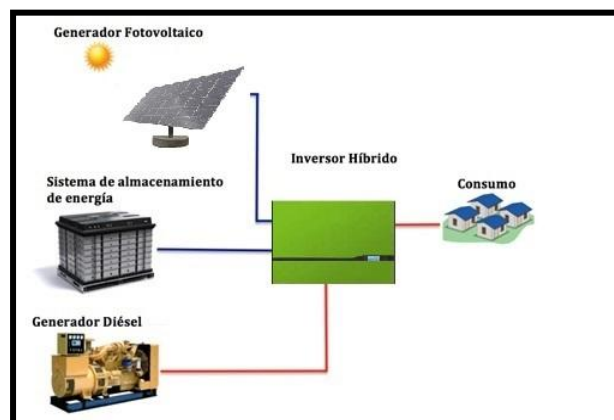 Generador Fotovoltaico
Inversor Híbrido
Sistema de almacenamiento
de energía
Consumo
Generador Diésel